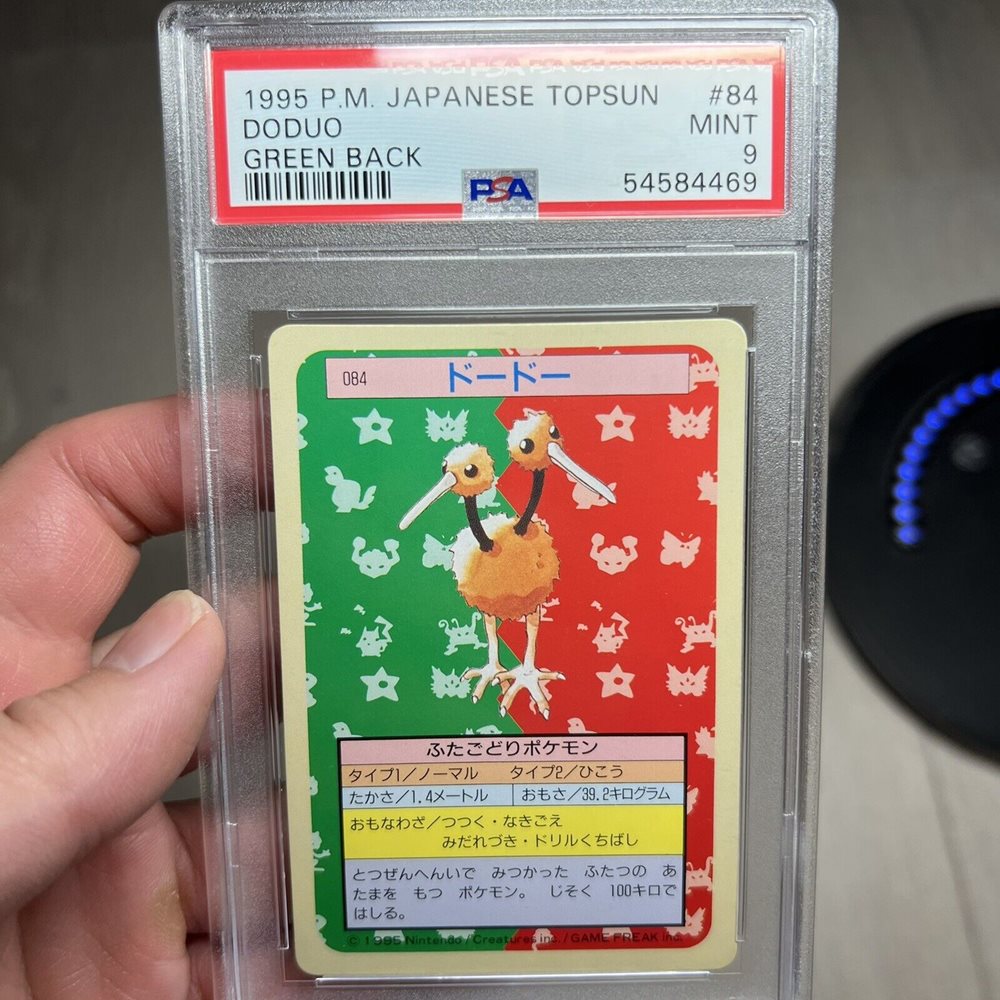 1995 P.M. JAPANESE TOPSUN #84
DODUO MINT
GREEN BACK 9
PSA 54584469
084 ドードー
ふたごどりポケモン
タイプ1/ノーマル タイプ2/ひこう
たかさ/1.4メートル おもさ/39.2キログラム
おもなわざ/つつく・なきごえ
みだれづき・ドリルくちばし
とつぜんへんいで みつかった ふたつの あ
たまを もつ ポケモン。 じそく 100キロで
はしる。
© 1995 Nintendo/Creatures inc./GAME FREAK inc.